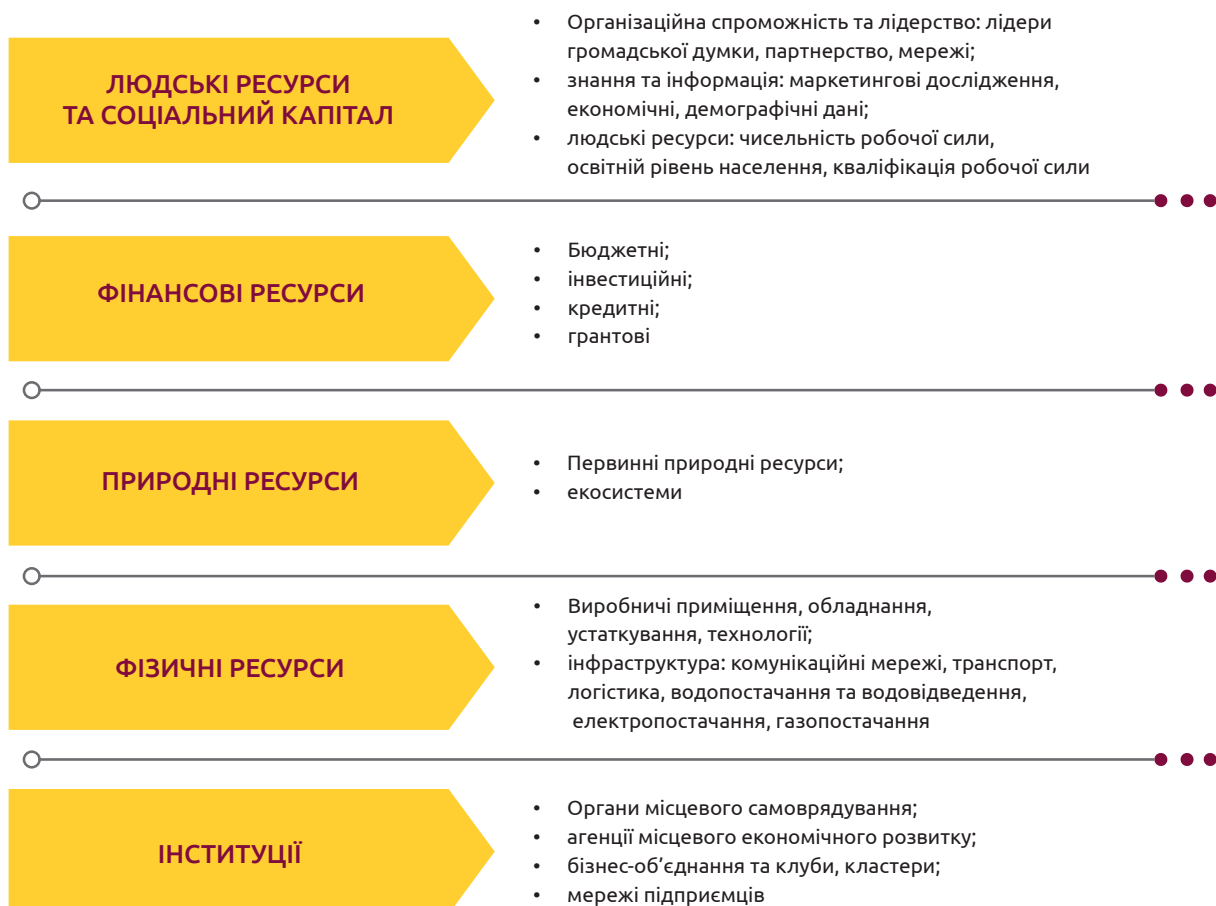 ЛЮДСЬКІ РЕСУРСИ
ТА СОЦІАЛЬНИЙ КАПІТАЛ
• Організаційна спроможність та лідерство: лідери
громадської думки, партнерство, мережі;
• знання та інформація: маркетингові дослідження,
економічні, демографічні дані;
• людські ресурси: чисельність робочої сили,
освітній рівень населення, кваліфікація робочої сили
ФІНАНСОВІ РЕСУРСИ
• Бюджетні;
• інвестиційні;
• кредитні;
• грантові
ПРИРОДНІ РЕСУРСИ
• Первинні природні ресурси;
• екосистеми
ФІЗИЧНІ РЕСУРСИ
• Виробничі приміщення, обладнання,
устаткування, технології;
• інфраструктура: комунікаційні мережі, транспорт,
логістика, водопостачання та водовідведення,
електропостачання, газопостачання
ІНСТИТУЦІЇ
• Органи місцевого самоврядування;
• агенції місцевого економічного розвитку;
• бізнес-об’єднання та клуби, кластери;
• мережі підприємців